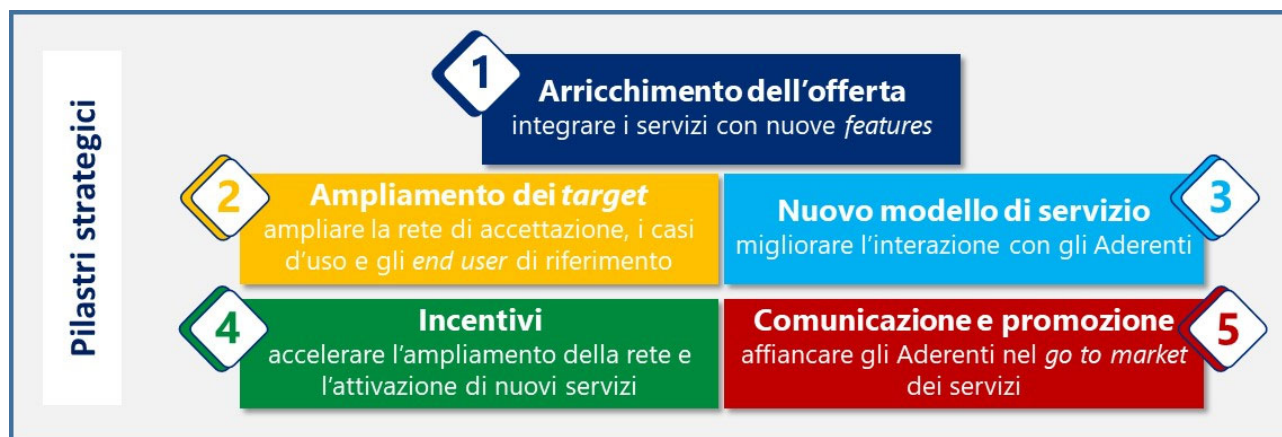 Pilastri strategici
1
Arricchimento dell’offerta
integrare i servizi con nuove features
2
Ampliamento dei target
ampliare la rete di accettazione, i casi
d’uso e gli end user di riferimento
3
Nuovo modello di servizio
migliorare l’interazione con gli Aderenti
4
Incentivi
accelerare l’ampliamento della rete e
l’attivazione di nuovi servizi
5
Comunicazione e promozione
affiancare gli Aderenti nel go to market
dei servizi